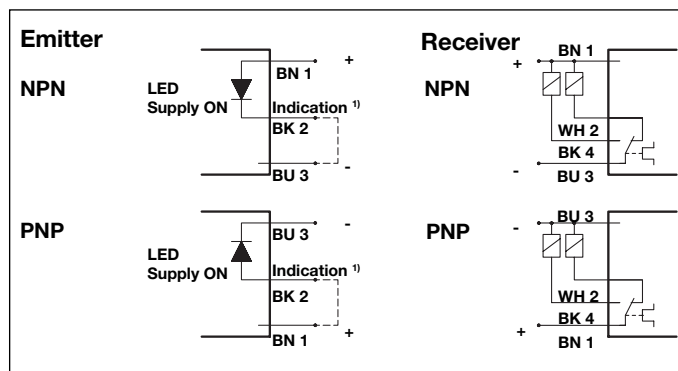 Emitter
NPN
LED
Supply ON
BN 1
+
Indication 1)
BK 2
BU 3
-
Receiver
NPN
BN 1
+
WH 2
BK 4
-
BU 3
PNP
LED
Supply ON
BU 3
-
Indication 1)
BK 2
BN 1
+
PNP
BU 3
-
WH 2
BK 4
+
BN 1